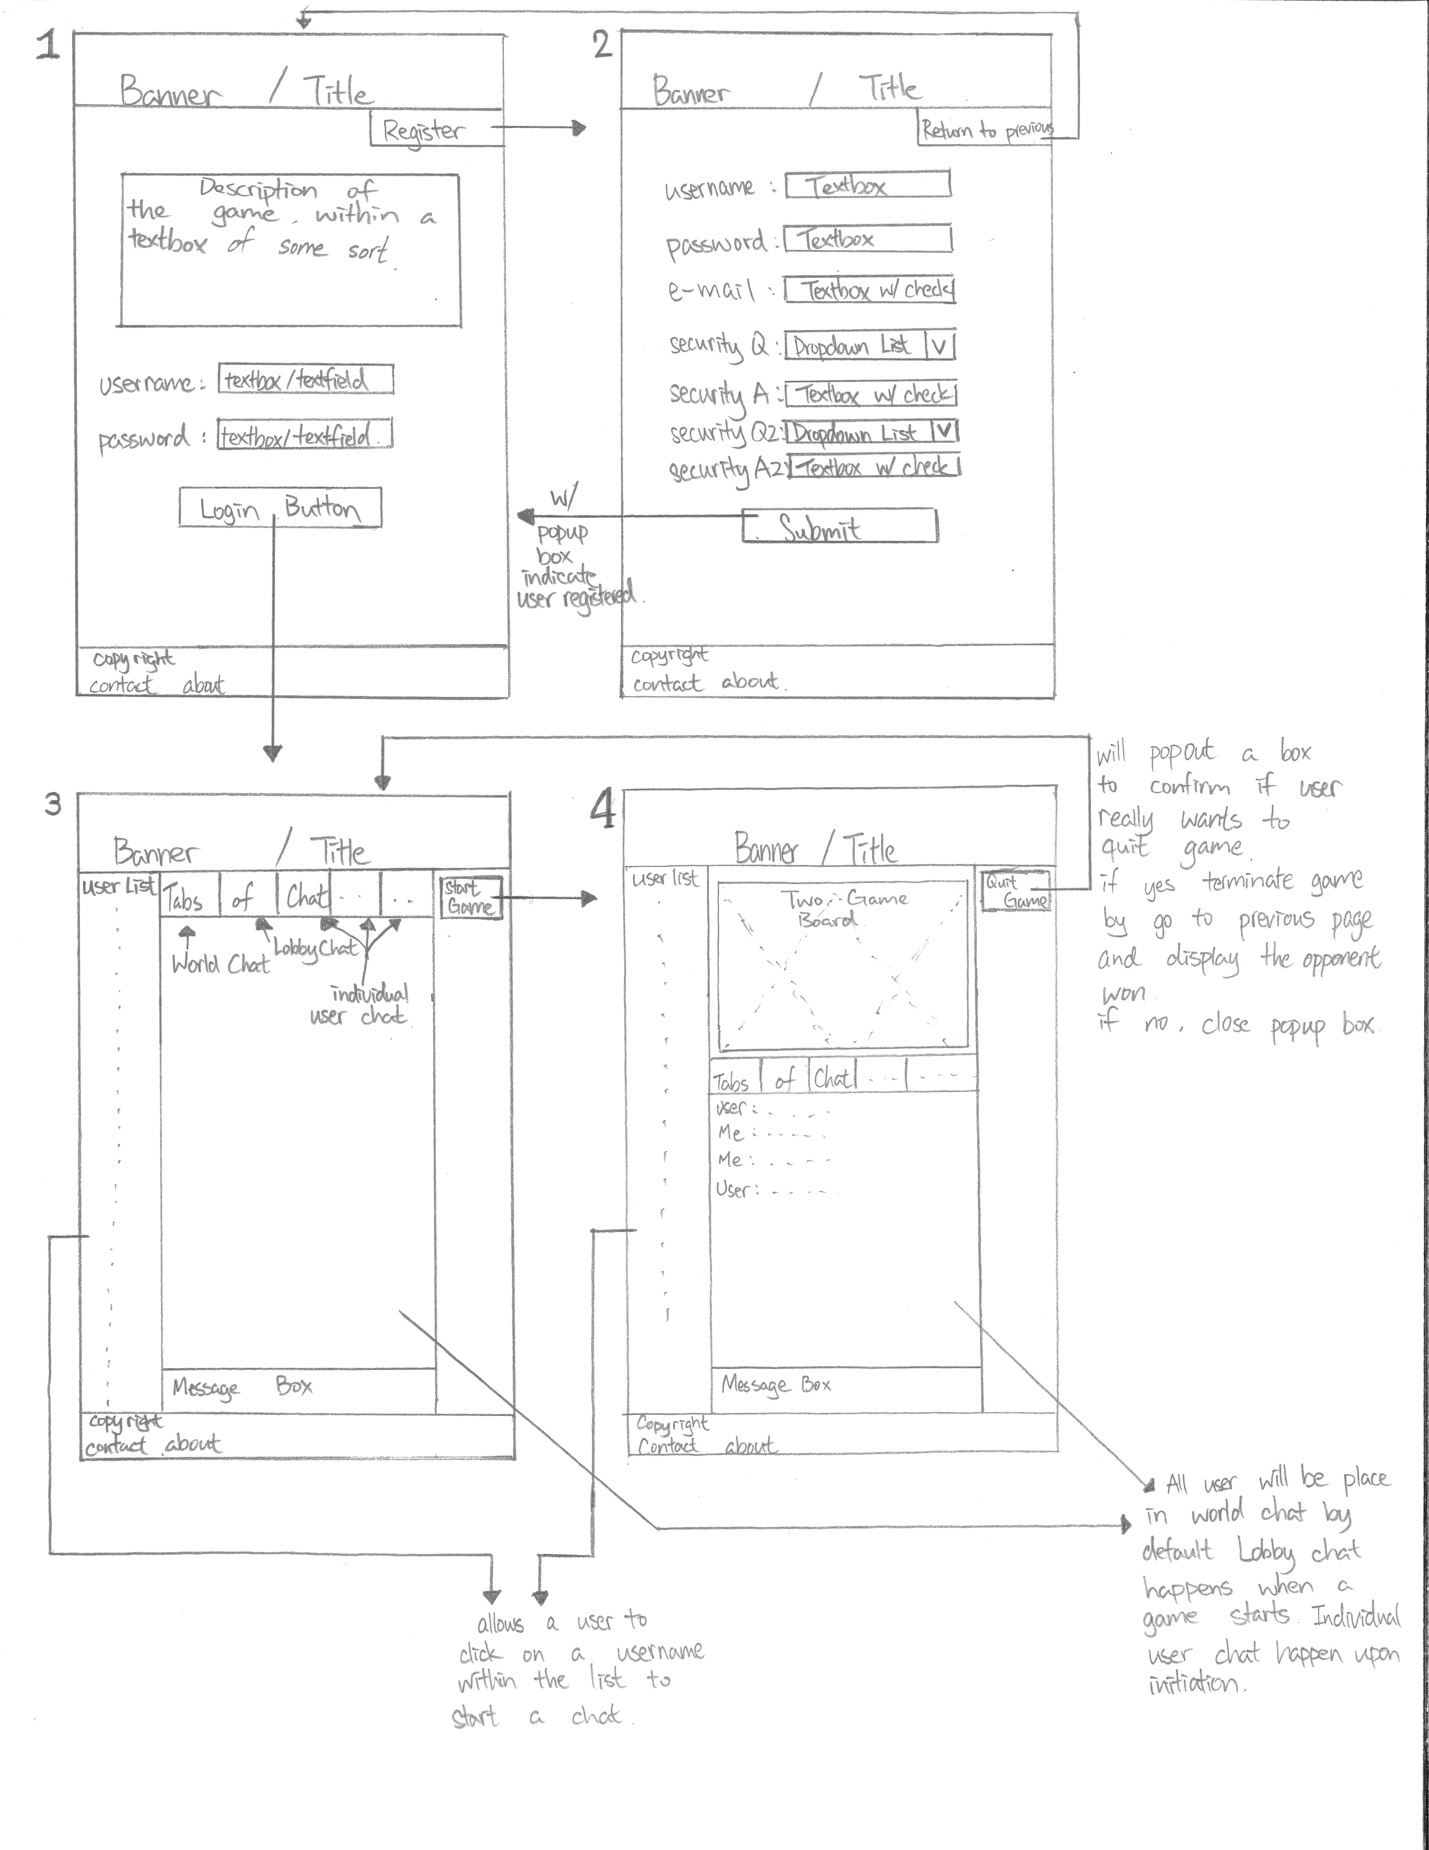 1
Banner / Title
Register
Description of
the game. within a
textbox of some sort.
username: textbox/textfield
password: textbox/textfield.
Login Button
copyright
contact about
2
Banner / Title
Return to previous
username: Textbox
password: Textbox
e-mail: Textbox w/ check
security Q: Dropdown List V
security A: Textbox w/ check
security Q2: Dropdown List V
security A2: Textbox w/ check
Submit
w/
popup
box
indicate
user registered.
copyright
contact about.
3
Banner / Title
User List
Tabs of Chat . . . .
Start
Game
World Chat
Lobby Chat
individual
user chat
Message Box
copyright
contact about
4
Banner / Title
user list
Two-Game
Board
Quit
Game
Tabs of Chat .... ....
user: .....
Me: .....
Me: .....
User: .....
Message Box
Copyright
Contact about
will popout a box
to confirm if user
really wants to
quit game.
if yes terminate game
by go to previous page
and display the opponent
won
if no, close popup box.
All user will be place
in world chat by
default Lobby chat
happens when a
game starts. Individual
user chat happen upon
initiation.
allows a user to
click on a username
within the list to
start a chat.